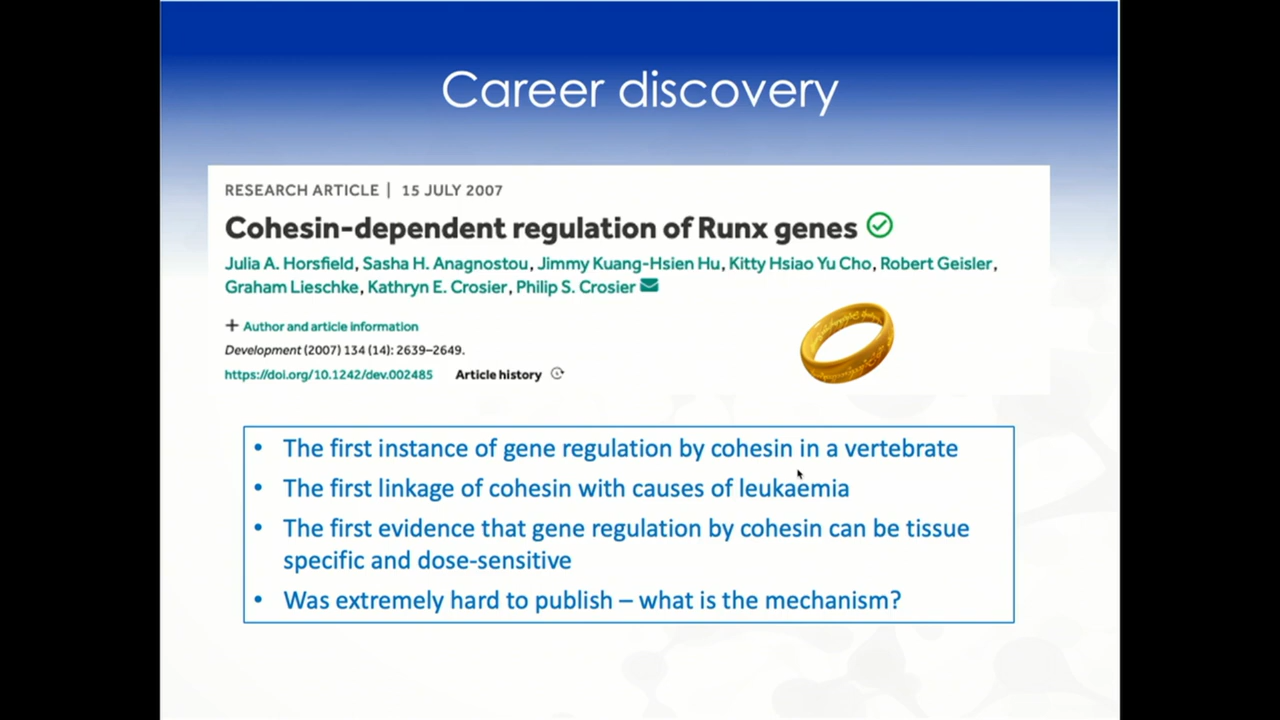 Career discovery
RESEARCH ARTICLE | 15 JULY 2007
Cohesin-dependent regulation of Runx genes
Julia A. Horsfield, Sasha H. Anagnostou, Jimmy Kuang-Hsien Hu, Kitty Hsiao Yu Cho, Robert Geisler,
Graham Lieschke, Kathryn E. Crosier, Philip S. Crosier
+ Author and article information
Development (2007) 134 (14): 2639–2649.
https://doi.org/10.1242/dev.002485 Article history
• The first instance of gene regulation by cohesin in a vertebrate
• The first linkage of cohesin with causes of leukaemia
• The first evidence that gene regulation by cohesin can be tissue
specific and dose-sensitive
• Was extremely hard to publish – what is the mechanism?